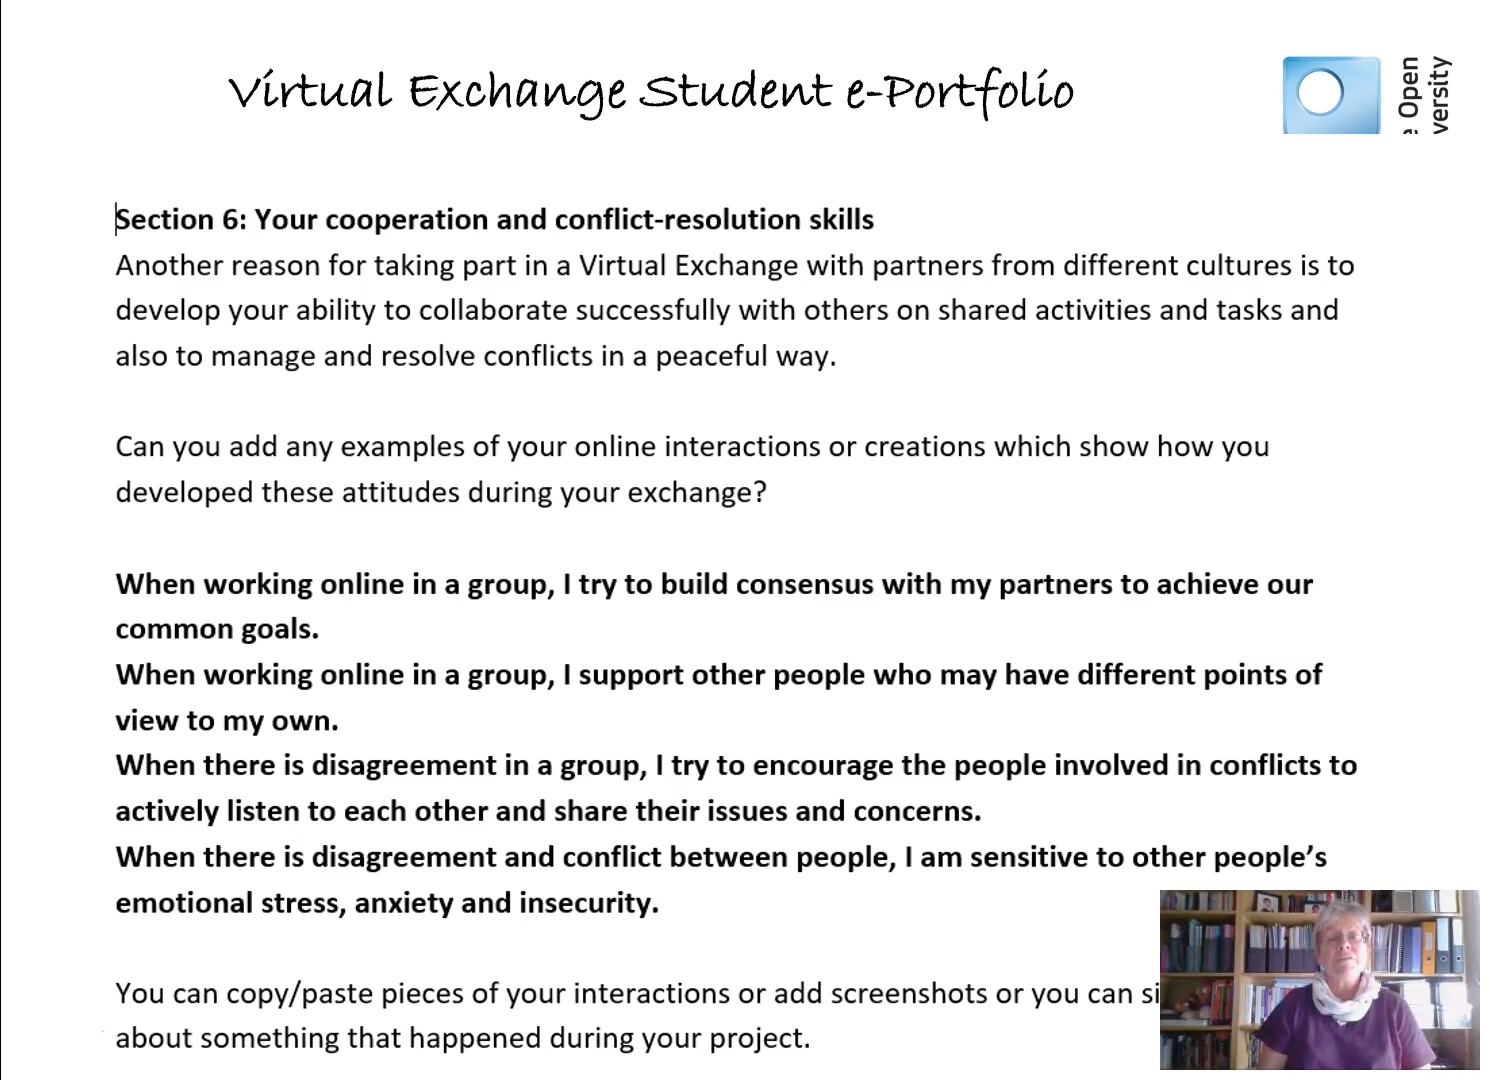 Virtual Exchange Student e-Portfolio
Open
Section 6: Your cooperation and conflict-resolution skills
Another reason for taking part in a Virtual Exchange with partners from different cultures is to
develop your ability to collaborate successfully with others on shared activities and tasks and
also to manage and resolve conflicts in a peaceful way.
Can you add any examples of your online interactions or creations which show how you
developed these attitudes during your exchange?
When working online in a group, I try to build consensus with my partners to achieve our
common goals.
When working online in a group, I support other people who may have different points of
view to my own.
When there is disagreement in a group, I try to encourage the people involved in conflicts to
actively listen to each other and share their issues and concerns.
When there is disagreement and conflict between people, I am sensitive to other people’s
emotional stress, anxiety and insecurity.
You can copy/paste pieces of your interactions or add screenshots or you can
about something that happened during your project.